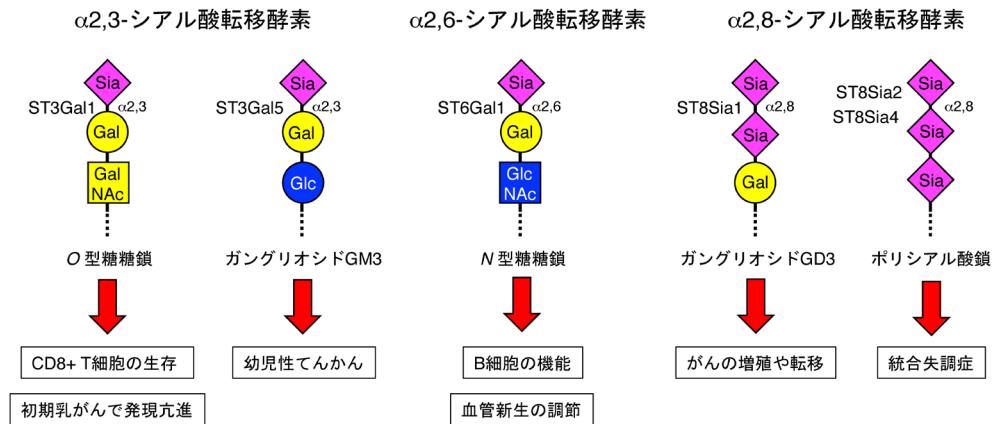 α2,3-シアル酸転移酵素
α2,6-シアル酸転移酵素
α2,8-シアル酸転移酵素
Sia
ST3Gal1
α2,3
Gal
Gal
NAc
O 型糖糖鎖
CD8+ T細胞の生存
初期乳がんで発現亢進
Sia
ST3Gal5
α2,3
Gal
Glc
ガングリオシドGM3
幼児性てんかん
Sia
ST6Gal1
α2,6
Gal
Glc
NAc
N 型糖糖鎖
B細胞の機能
血管新生の調節
Sia
ST8Sia1
α2,8
Sia
Gal
ガングリオシドGD3
がんの増殖や転移
Sia
ST8Sia2
ST8Sia4
α2,8
Sia
Sia
ポリシアル酸鎖
統合失調症